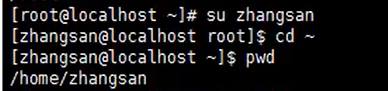 [root@localhost ~]# su zhangsan
[zhangsan@localhost root]$ cd ~
[zhangsan@localhost ~]$ pwd
/home/zhangsan